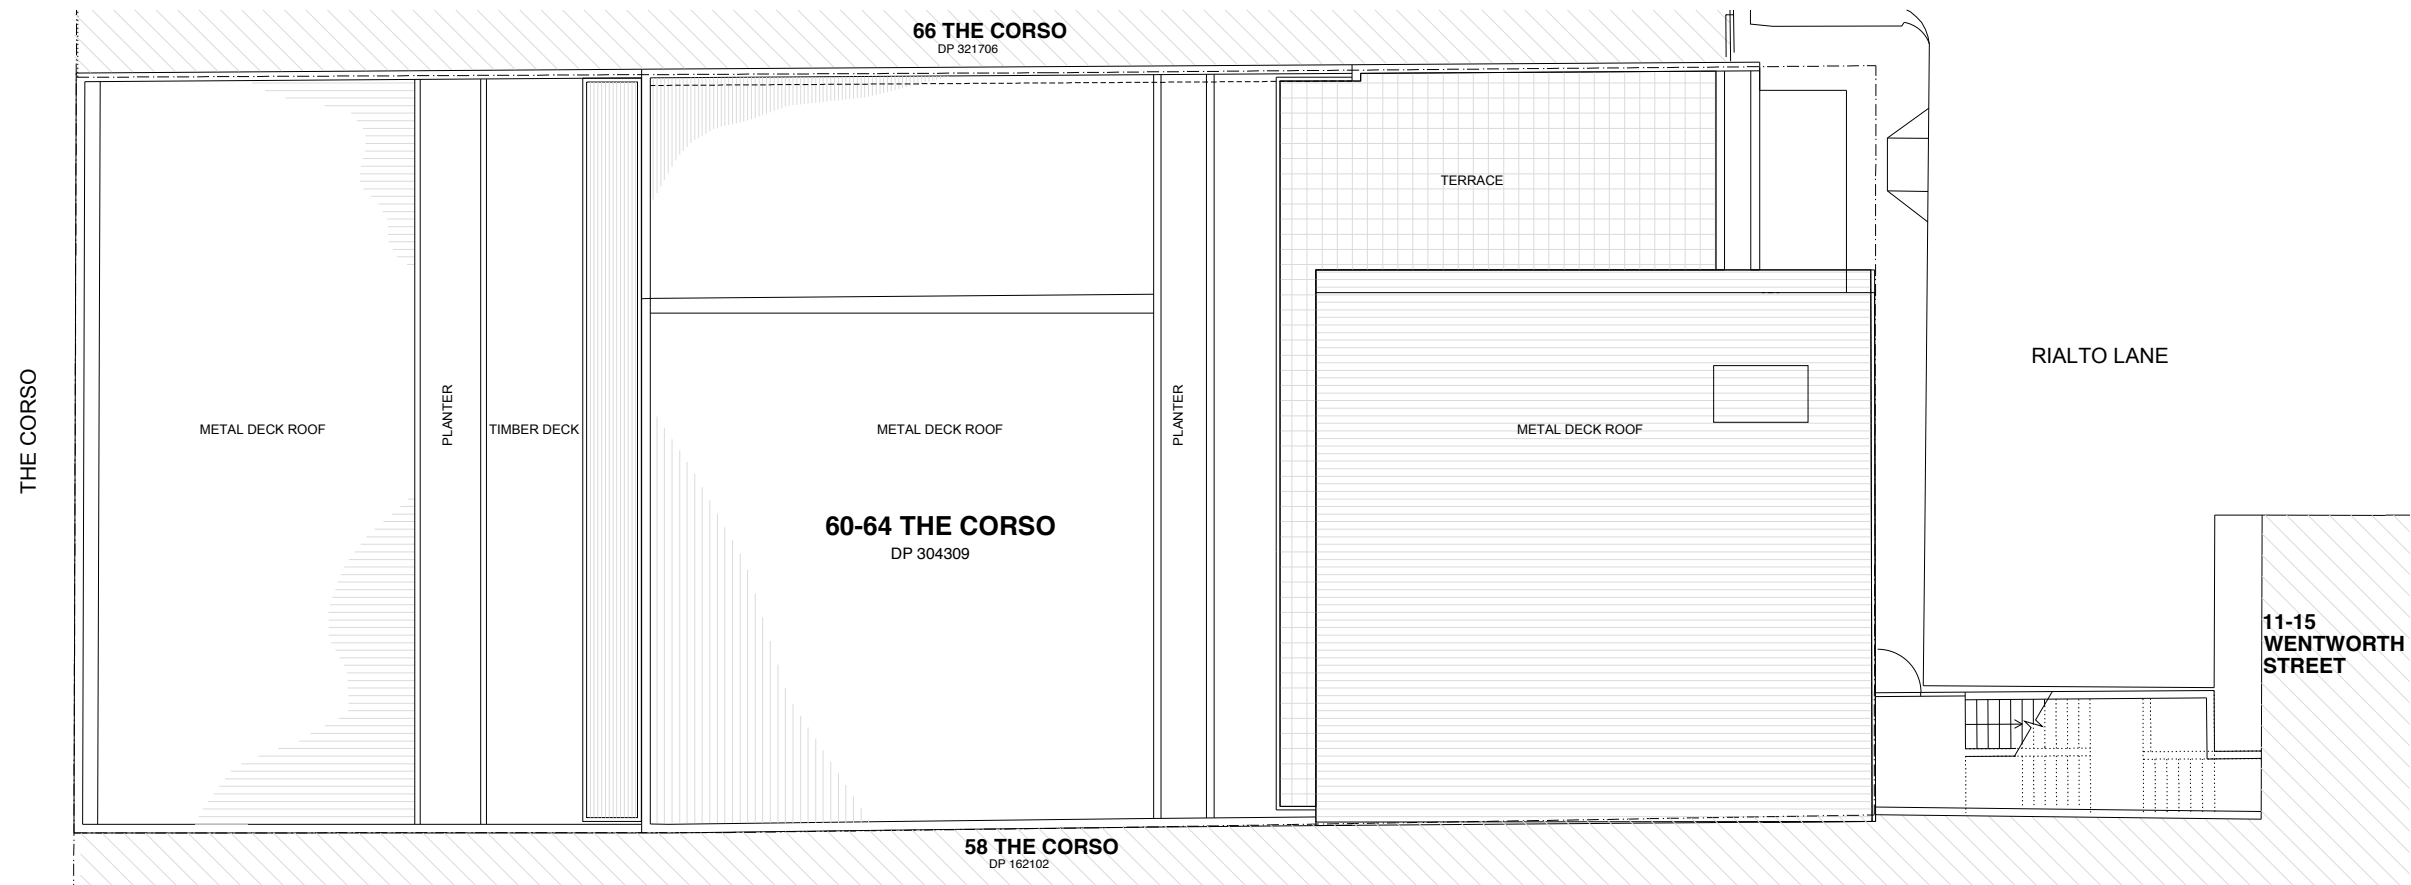 66 THE CORSO
DP 321706
TERRACE
THE CORSO
RIALTO LANE
METAL DECK ROOF
PLANTER
TIMBER DECK
METAL DECK ROOF
PLANTER
METAL DECK ROOF
60-64 THE CORSO
DP 304309
11-15
WENTWORTH
STREET
58 THE CORSO
DP 162102